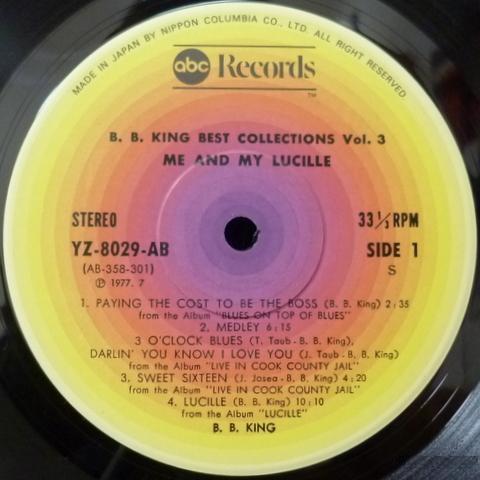 MADE IN JAPAN BY NIPPON COLUMBIA CO., LTD. ALL RIGHT RESERVED
abc Records
TM
B. B. KING BEST COLLECTIONS Vol. 3
ME AND MY LUCILLE
STEREO 33 1/3 RPM
YZ-8029-AB SIDE 1
(AB-358-301) S
Ⓟ 1977. 7
1. PAYING THE COST TO BE THE BOSS (B. B. King) 2:35
from the Album "BLUES ON TOP OF BLUES"
2. MEDLEY 6:15
3 O'CLOCK BLUES (T. Taub - B. B. King),
DARLIN' YOU KNOW I LOVE YOU (J. Taub - B. B. King)
from the Album "LIVE IN COOK COUNTY JAIL"
3. SWEET SIXTEEN (J. Josea - B. B. King) 4:20
from the Album "LIVE IN COOK COUNTY JAIL"
4. LUCILLE (B. B. King) 10:10
from the Album "LUCILLE"
B. B. KING